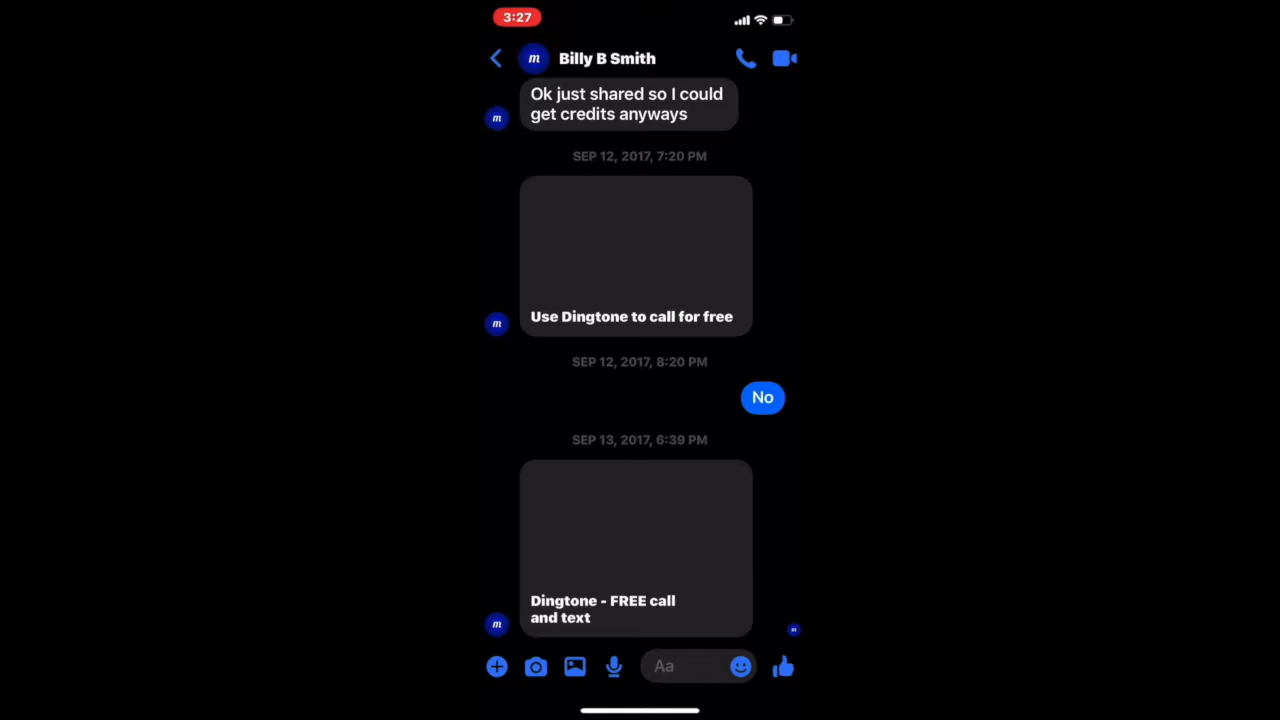 3:27
m Billy B Smith
Ok just shared so I could
get credits anyways
m
SEP 12, 2017, 7:20 PM
Use Dingtone to call for free
m
SEP 12, 2017, 8:20 PM
No
SEP 13, 2017, 6:39 PM
Dingtone - FREE call
and text
m
m
Aa